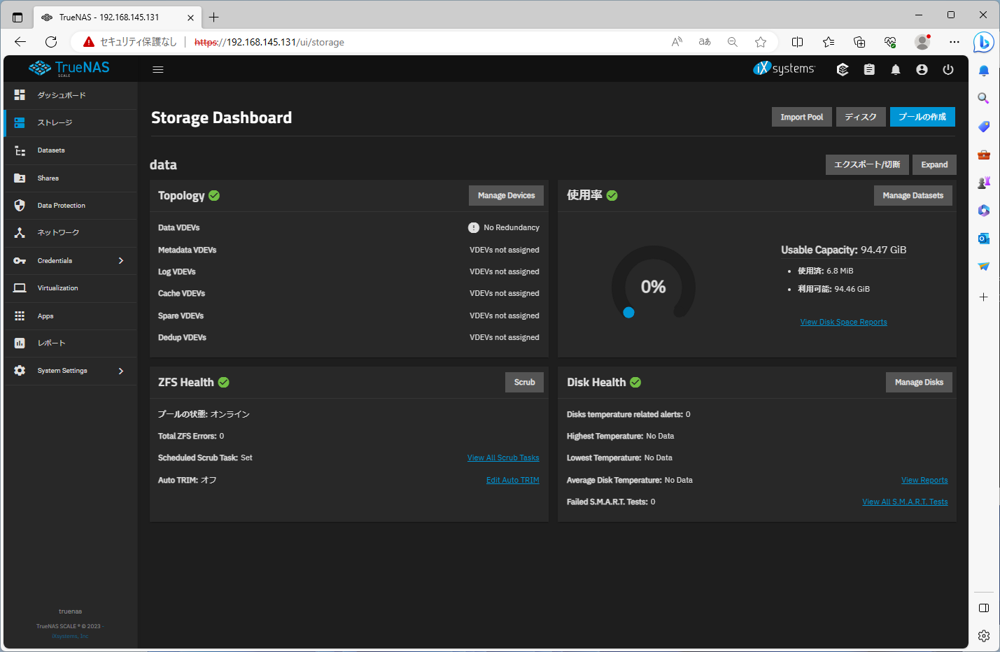 TrueNAS - 192.168.145.131
セキュリティ保護なし
https://192.168.145.131/ui/storage
TrueNAS
SCALE
iXsystems
ダッシュボード
ストレージ
Datasets
Shares
Data Protection
ネットワーク
Credentials
Virtualization
Apps
レポート
System Settings
truenas
TrueNAS SCALE ® © 2023 -
iXsystems, Inc
Storage Dashboard
Import Pool
ディスク
プールの作成
data
エクスポート/切断
Expand
Topology
Manage Devices
Data VDEVs No Redundancy
Metadata VDEVs VDEVs not assigned
Log VDEVs VDEVs not assigned
Cache VDEVs VDEVs not assigned
Spare VDEVs VDEVs not assigned
Dedup VDEVs VDEVs not assigned
使用率
Manage Datasets
0%
Usable Capacity: 94.47 GiB
• 使用済: 6.8 MiB
• 利用可能: 94.46 GiB
View Disk Space Reports
ZFS Health
Scrub
プールの状態: オンライン
Total ZFS Errors: 0
Scheduled Scrub Task: Set View All Scrub Tasks
Auto TRIM: オフ Edit Auto TRIM
Disk Health
Manage Disks
Disks temperature related alerts: 0
Highest Temperature: No Data
Lowest Temperature: No Data
Average Disk Temperature: No Data View Reports
Failed S.M.A.R.T. Tests: 0 View All S.M.A.R.T. Tests